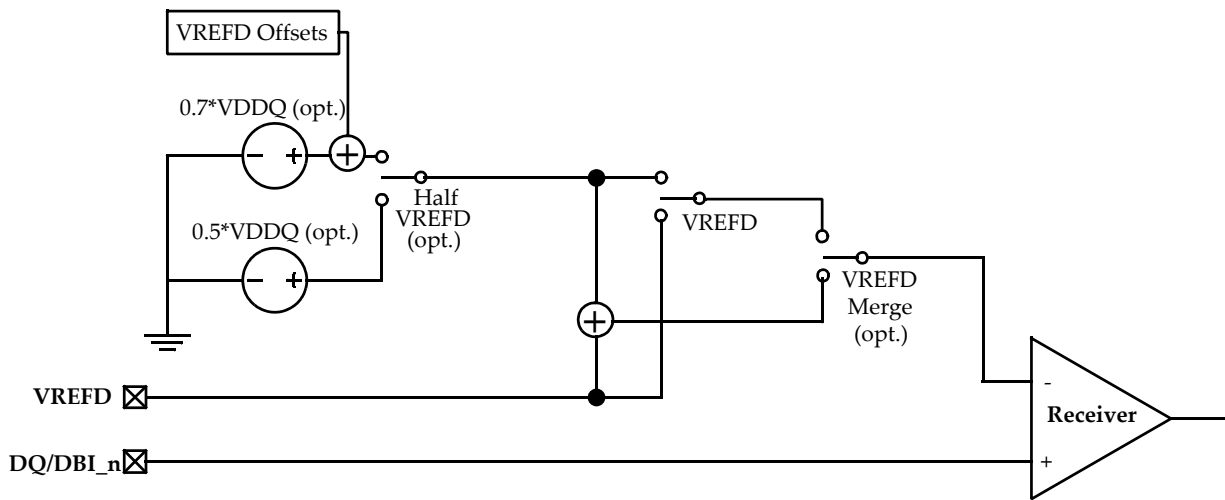 VREFD Offsets
0.7*VDDQ (opt.)
- +
+
Half
VREFD
(opt.)
VREFD
0.5*VDDQ (opt.)
- +
VREFD
Merge
(opt.)
+
VREFD
-
Receiver
DQ/DBI_n
+